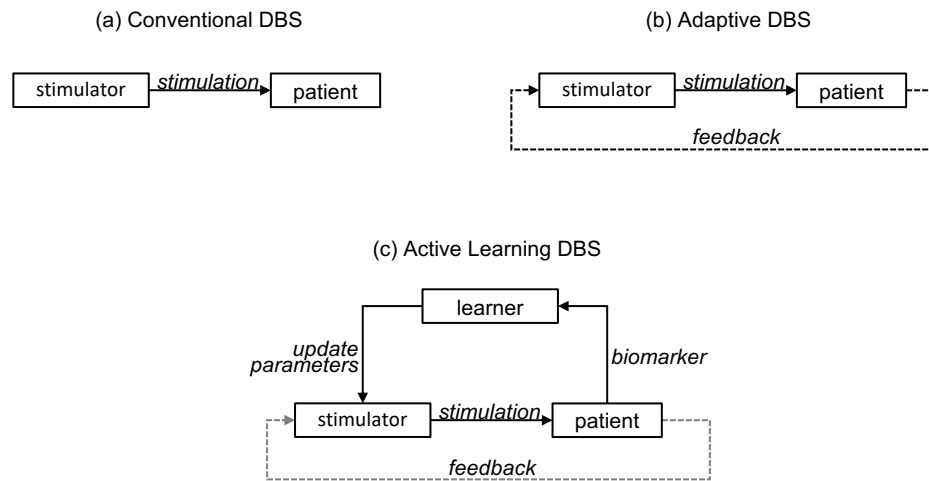 (a) Conventional DBS
(b) Adaptive DBS
stimulator
stimulation
patient
stimulator
stimulation
patient
feedback
(c) Active Learning DBS
learner
update
parameters
biomarker
stimulator
stimulation
patient
feedback